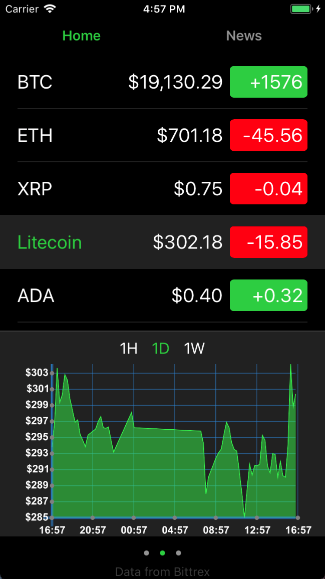 Carrier 4:57 PM
Home News
BTC $19,130.29 +1576
ETH $701.18 -45.56
XRP $0.75 -0.04
Litecoin $302.18 -15.85
ADA $0.40 +0.32
1H 1D 1W
$303
$301
$299
$297
$295
$293
$291
$289
$287
$285
16:57 20:57 00:57 04:57 08:57 12:57 16:57
Data from Bittrex